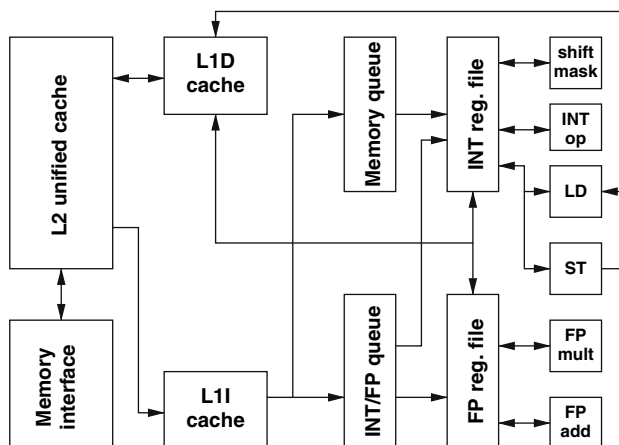 L2 unified cache
Memory
interface
L1D
cache
L1I
cache
Memory queue
INT/FP queue
INT reg. file
FP reg. file
shift
mask
INT
op
LD
ST
FP
mult
FP
add